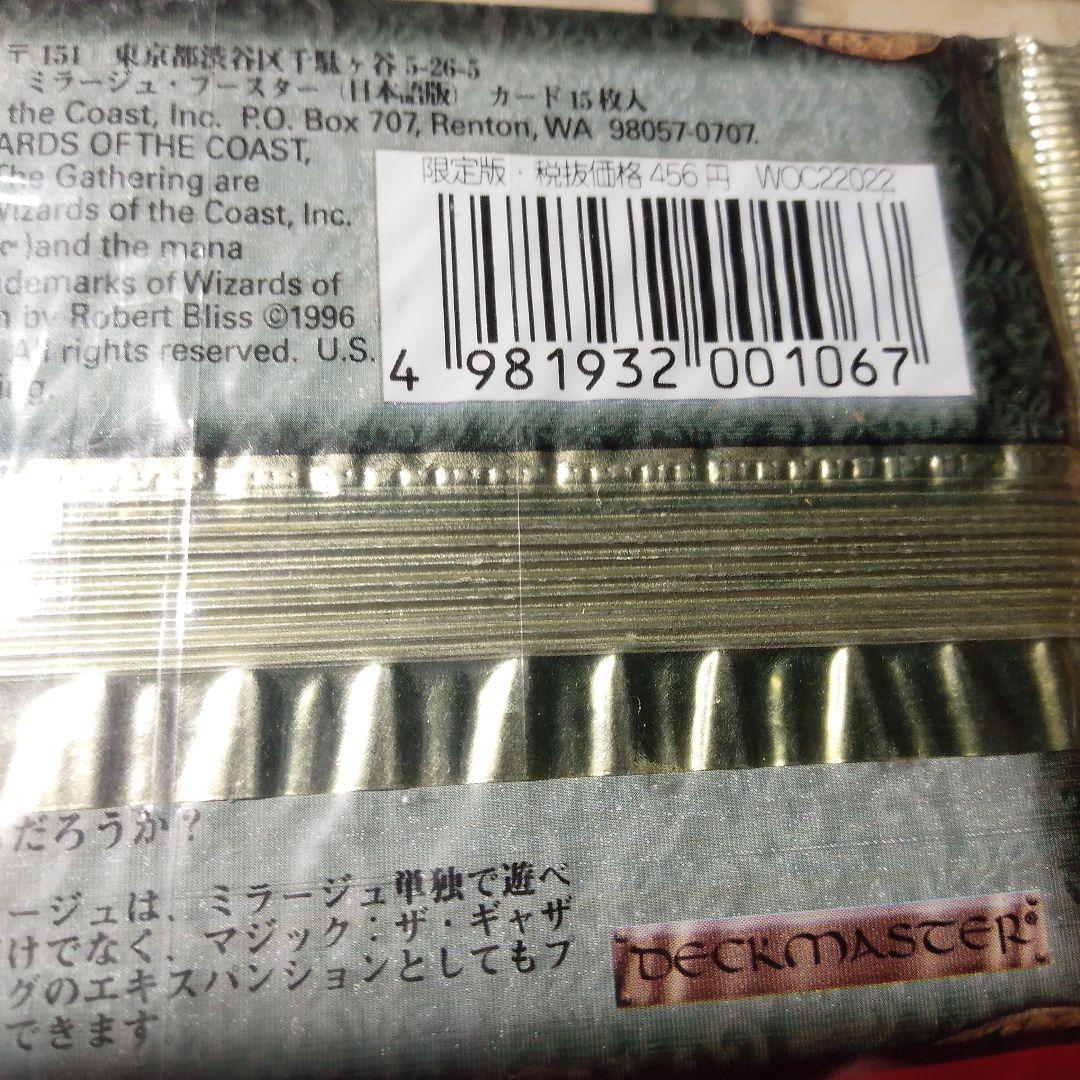 〒151 東京都渋谷区千駄ヶ谷5-26-5
ミラージュ・ブースター（日本語版） カード15枚入
the Coast, Inc. P.O. Box 707, Renton, WA 98057-0707.
ARDS OF THE COAST,
The Gathering are
wizards of the Coast, Inc.
)and the mana
demarks of Wizards of
by Robert Bliss ©1996
All rights reserved. U.S.
限定版・税抜価格456円 WOC22022
4 981932 001067
だろうか？
ージュは、ミラージュ単独で遊べ
けでなく、マジック：ザ・ギャザ
グのエキスパンションとしてもフ
できます
DECKMASTER